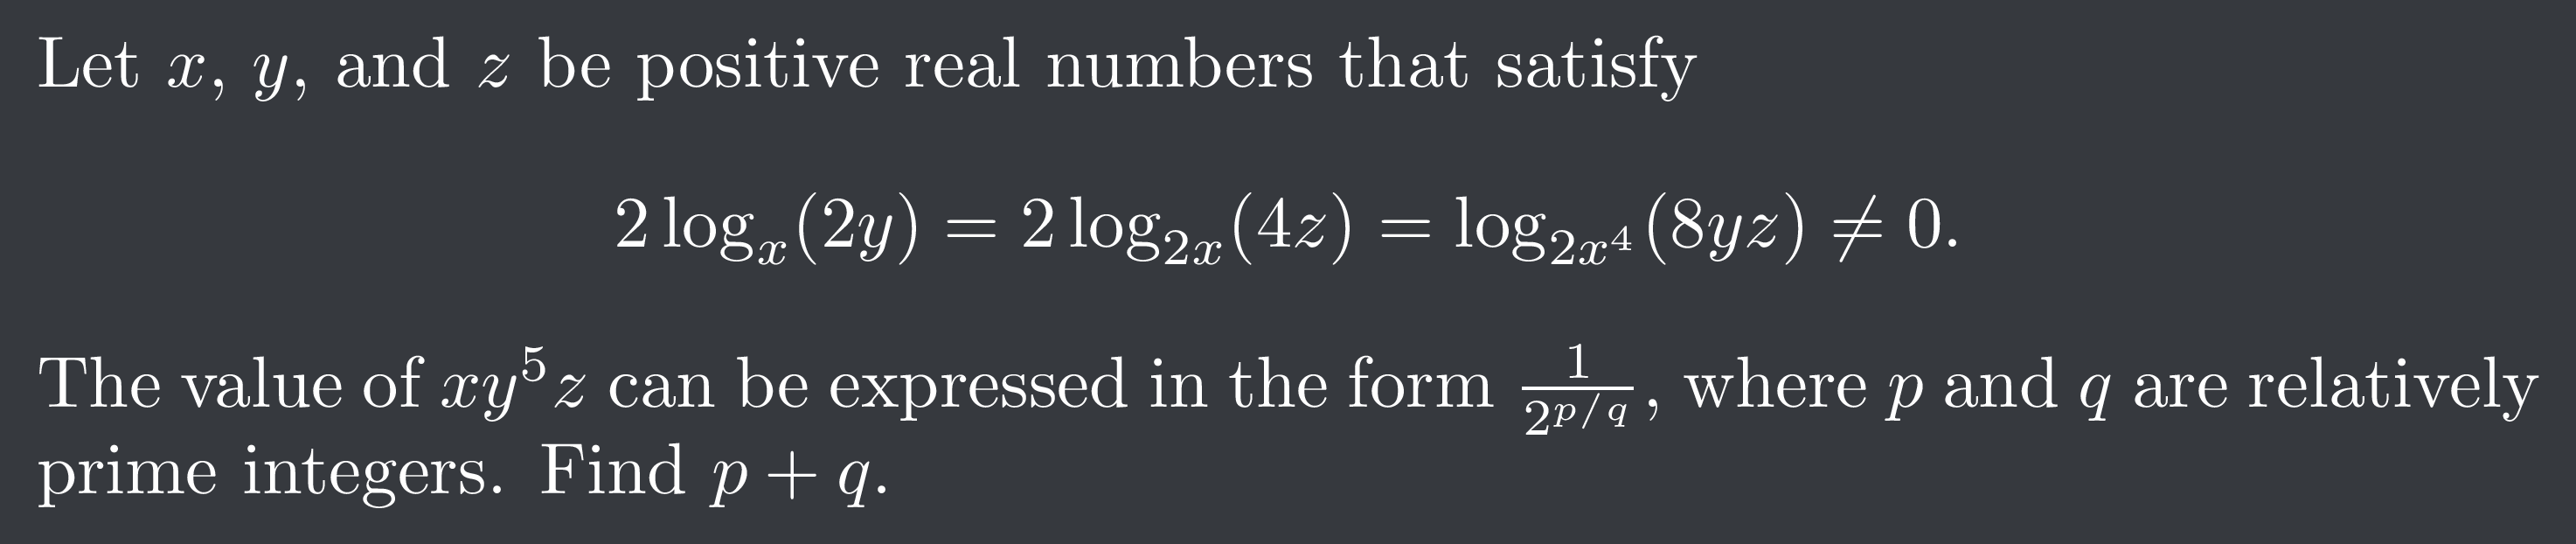 Let x, y, and z be positive real numbers that satisfy
2 log_x(2y) = 2 log_{2x}(4z) = log_{2x^4}(8yz) ≠ 0.
The value of xy^5z can be expressed in the form \frac{1}{2^{p/q}}, where p and q are relatively
prime integers. Find p + q.